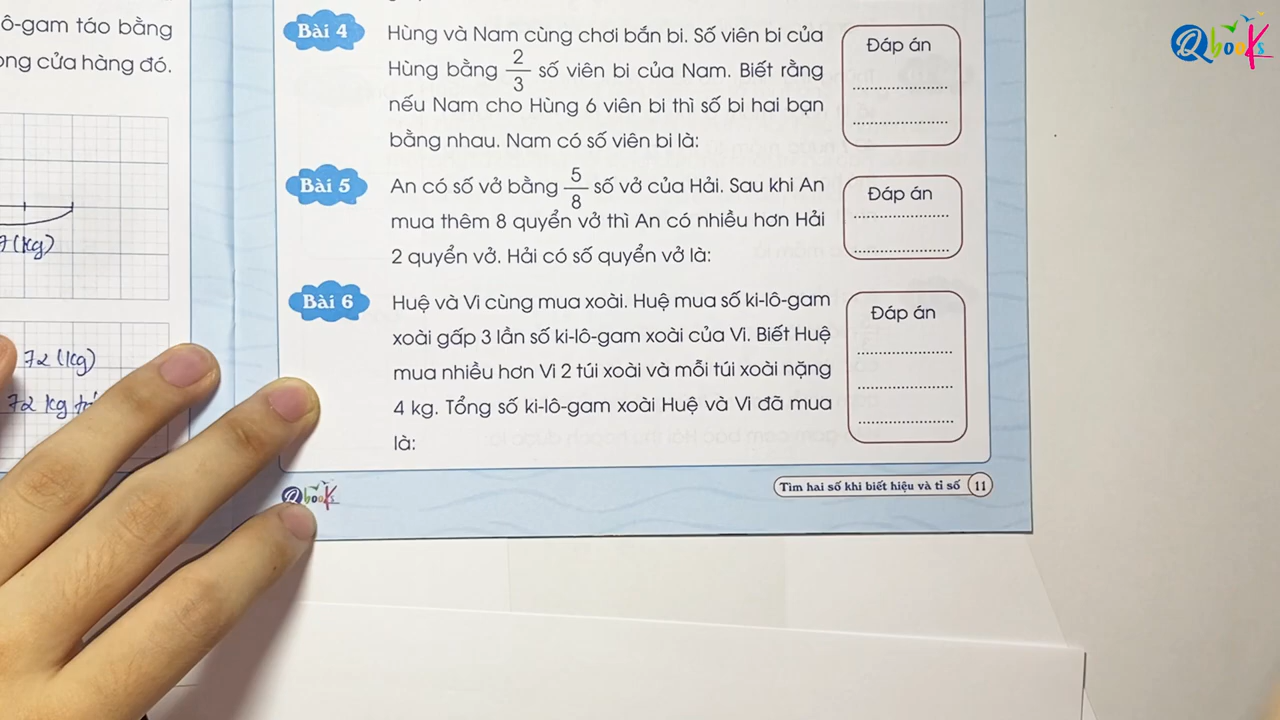 ô-gam táo bằng
ong cửa hàng đó.
7 (kg)
72 (kg)
72 kg
Bài 4
Hùng và Nam cùng chơi bắn bi. Số viên bi của
Hùng bằng 2/3 số viên bi của Nam. Biết rằng
nếu Nam cho Hùng 6 viên bi thì số bi hai bạn
bằng nhau. Nam có số viên bi là:
Đáp án
Bài 5
An có số vở bằng 5/8 số vở của Hải. Sau khi An
mua thêm 8 quyển vở thì An có nhiều hơn Hải
2 quyển vở. Hải có số quyển vở là:
Đáp án
Bài 6
Huệ và Vi cùng mua xoài. Huệ mua số ki-lô-gam
xoài gấp 3 lần số ki-lô-gam xoài của Vi. Biết Huệ
mua nhiều hơn Vi 2 túi xoài và mỗi túi xoài nặng
4 kg. Tổng số ki-lô-gam xoài Huệ và Vi đã mua
là:
Đáp án
Qbooks
Tìm hai số khi biết hiệu và tỉ số 11
Qbooks